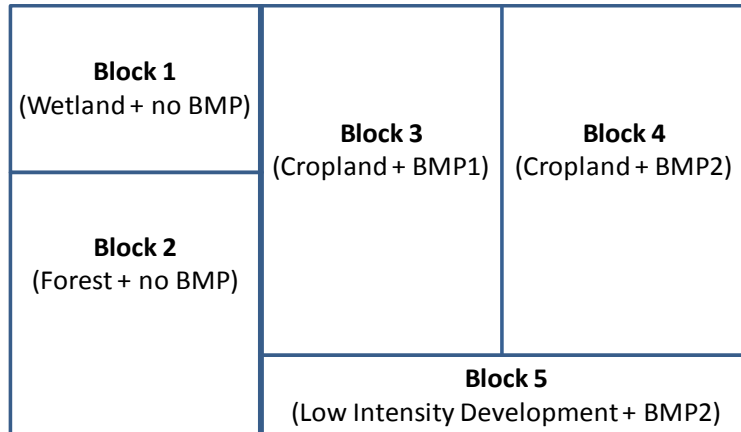 Block 1
(Wetland + no BMP)
Block 2
(Forest + no BMP)
Block 3
(Cropland + BMP1)
Block 4
(Cropland + BMP2)
Block 5
(Low Intensity Development + BMP2)